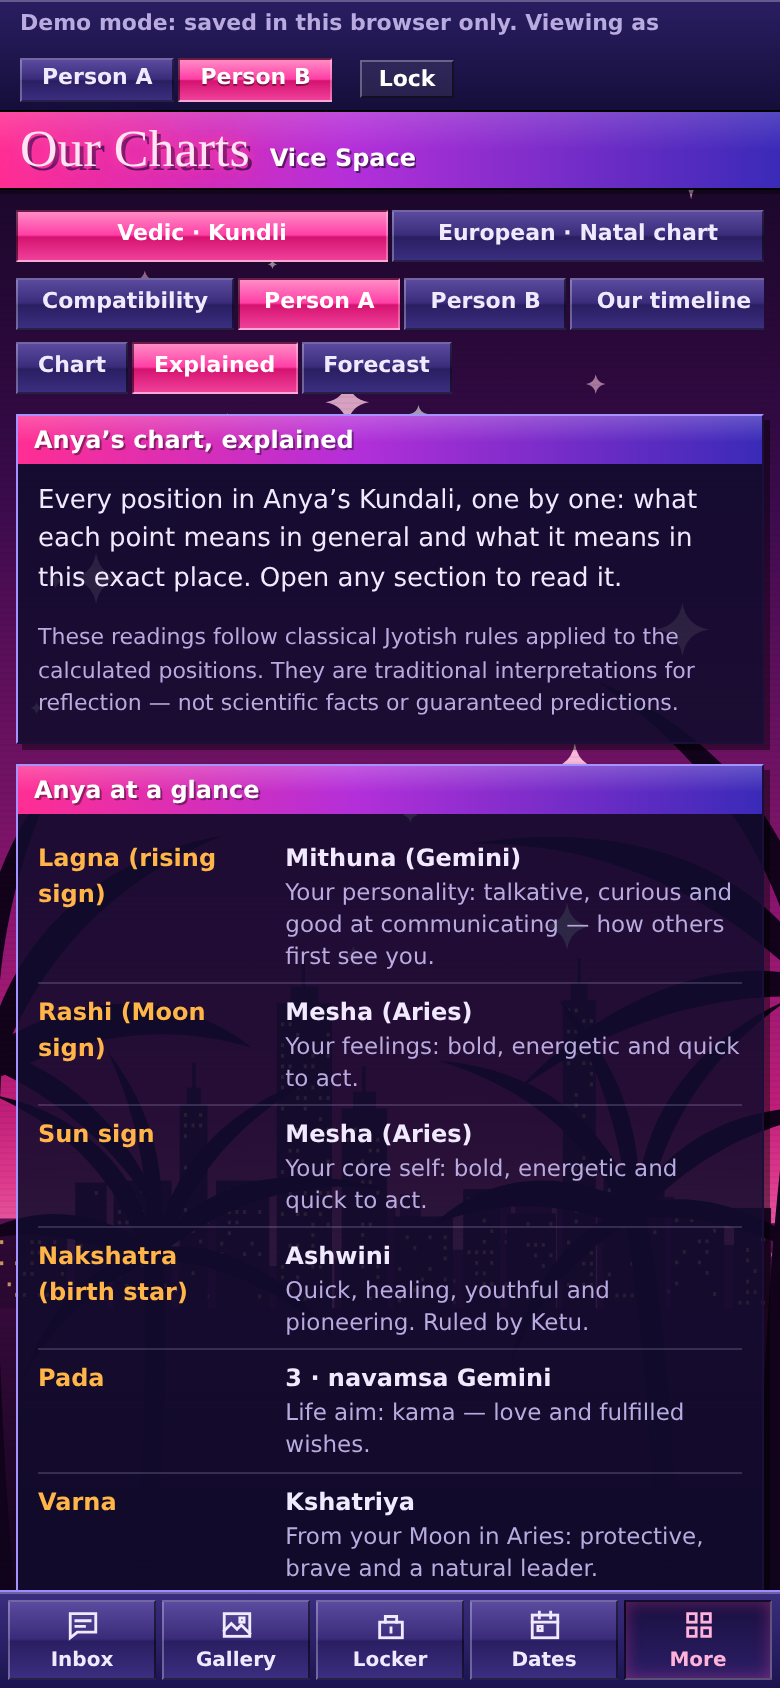 Demo mode: saved in this browser only. Viewing as
Person A
Person B
Lock
Our Charts Vice Space
Vedic · Kundli
European · Natal chart
Compatibility
Person A
Person B
Our timeline
Chart
Explained
Forecast
Anya’s chart, explained
Every position in Anya’s Kundali, one by one: what
each point means in general and what it means in
this exact place. Open any section to read it.
These readings follow classical Jyotish rules applied to the
calculated positions. They are traditional interpretations for
reflection — not scientific facts or guaranteed predictions.
Anya at a glance
Lagna (rising
sign)
Mithuna (Gemini)
Your personality: talkative, curious and
good at communicating — how others
first see you.
Rashi (Moon
sign)
Mesha (Aries)
Your feelings: bold, energetic and quick
to act.
Sun sign
Mesha (Aries)
Your core self: bold, energetic and
quick to act.
Nakshatra
(birth star)
Ashwini
Quick, healing, youthful and
pioneering. Ruled by Ketu.
Pada
3 · navamsa Gemini
Life aim: kama — love and fulfilled
wishes.
Varna
Kshatriya
From your Moon in Aries: protective,
brave and a natural leader.
Inbox
Gallery
Locker
Dates
More